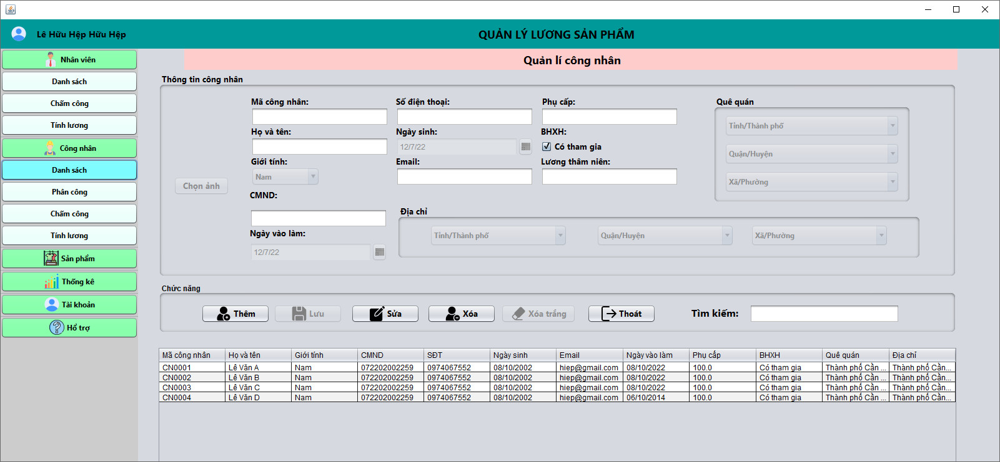 Lê Hữu Hệp Hữu Hệp
QUẢN LÝ LƯƠNG SẢN PHẨM
Nhân viên
Danh sách
Chấm công
Tính lương
Công nhân
Danh sách
Phân công
Chấm công
Tính lương
Sản phẩm
Thống kê
Tài khoản
Hổ trợ
Quản lí công nhân
Thông tin công nhân
Mã công nhân: Số điện thoại: Phụ cấp: Quê quán
Tỉnh/Thành phố
Họ và tên: Ngày sinh: BHXH:
12/7/22 Có tham gia
Quận/Huyện
Giới tính: Email: Lương thâm niên:
Nam
Xã/Phường
Chọn ảnh
CMND:
Địa chỉ
Ngày vào làm:
Tỉnh/Thành phố Quận/Huyện Xã/Phường
12/7/22
Chức năng
Thêm Lưu Sửa Xóa Xóa trắng Thoát Tìm kiếm:
Mã công nhân Họ và tên Giới tính CMND SĐT Ngày sinh Email Ngày vào làm Phụ cấp BHXH Quê quán Địa chỉ
CN0001 Lê Văn A Nam 072202002259 0974067552 08/10/2002 hiep@gmail.com 08/10/2022 100.0 Có tham gia Thành phố Cần ... Thành phố Cần...
CN0002 Lê Văn B Nam 072202002259 0974067552 08/10/2002 hiep@gmail.com 08/10/2022 100.0 Có tham gia Thành phố Cần ... Thành phố Cần...
CN0003 Lê Văn C Nam 072202002259 0974067552 08/10/2002 hiep@gmail.com 08/10/2022 100.0 Có tham gia Thành phố Cần ... Thành phố Cần...
CN0004 Lê Văn D Nam 072202002259 0974067552 08/10/2002 hiep@gmail.com 06/10/2014 100.0 Có tham gia Thành phố Cần ... Thành phố Cần...